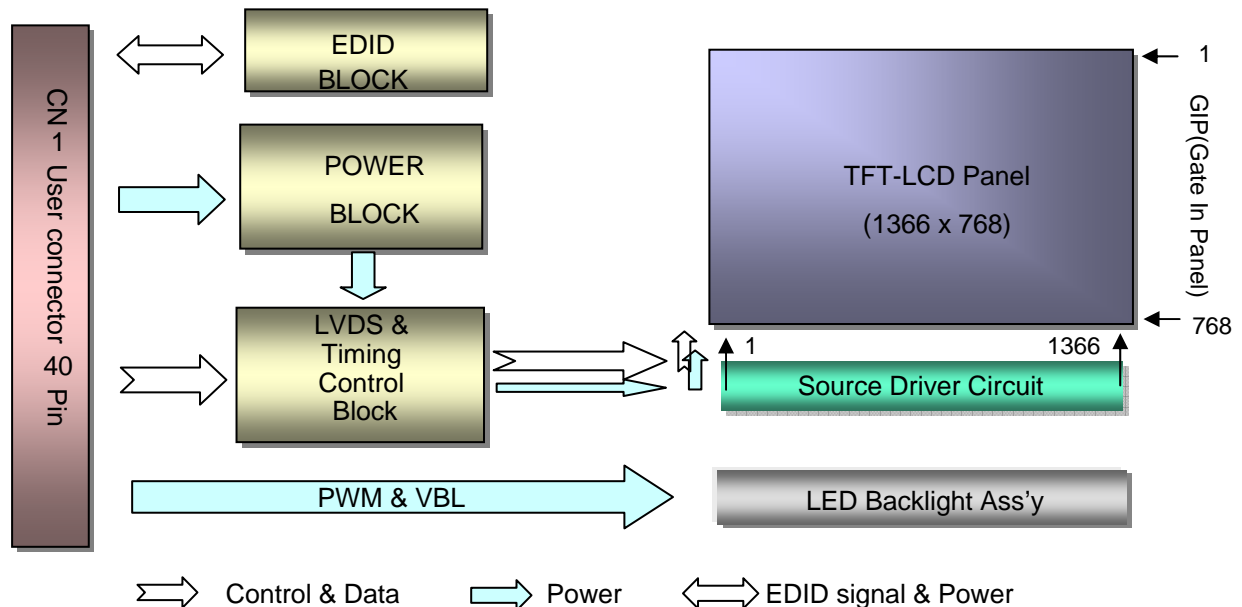 CN 1 User connector 40 Pin
EDID
BLOCK
POWER
BLOCK
LVDS &
Timing
Control
Block
PWM & VBL
TFT-LCD Panel
(1366 x 768)
1
GIP(Gate In Panel)
768
1
1366
Source Driver Circuit
LED Backlight Ass'y
Control & Data
Power
EDID signal & Power